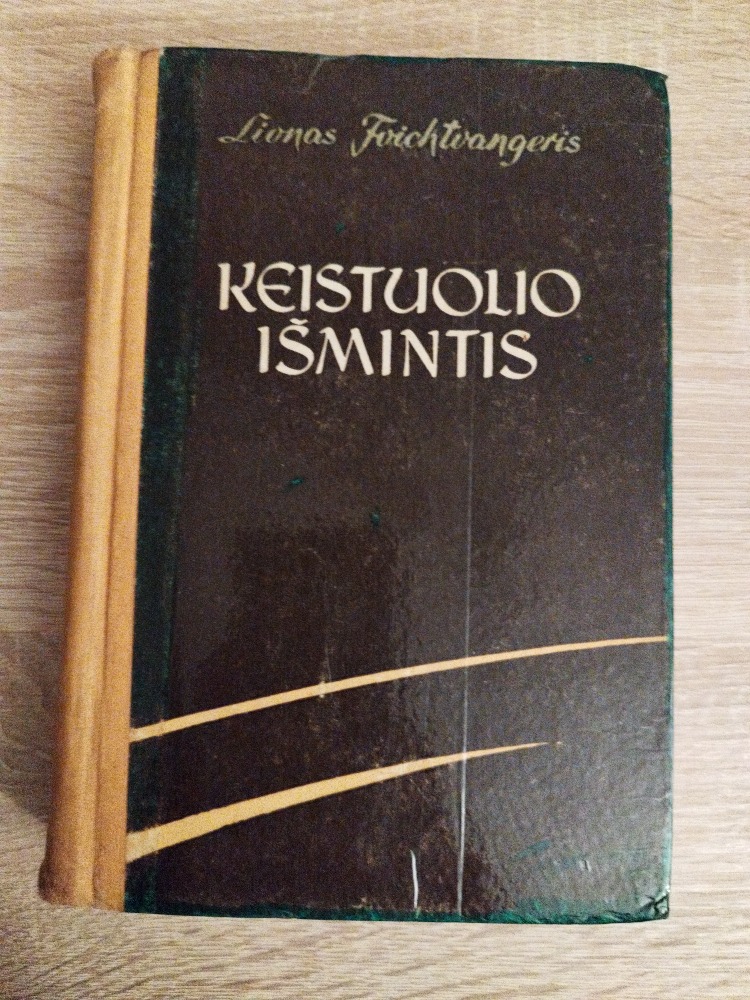 Lionas Foichtvangeris
KEISTUOLIO
IŠMINTIS